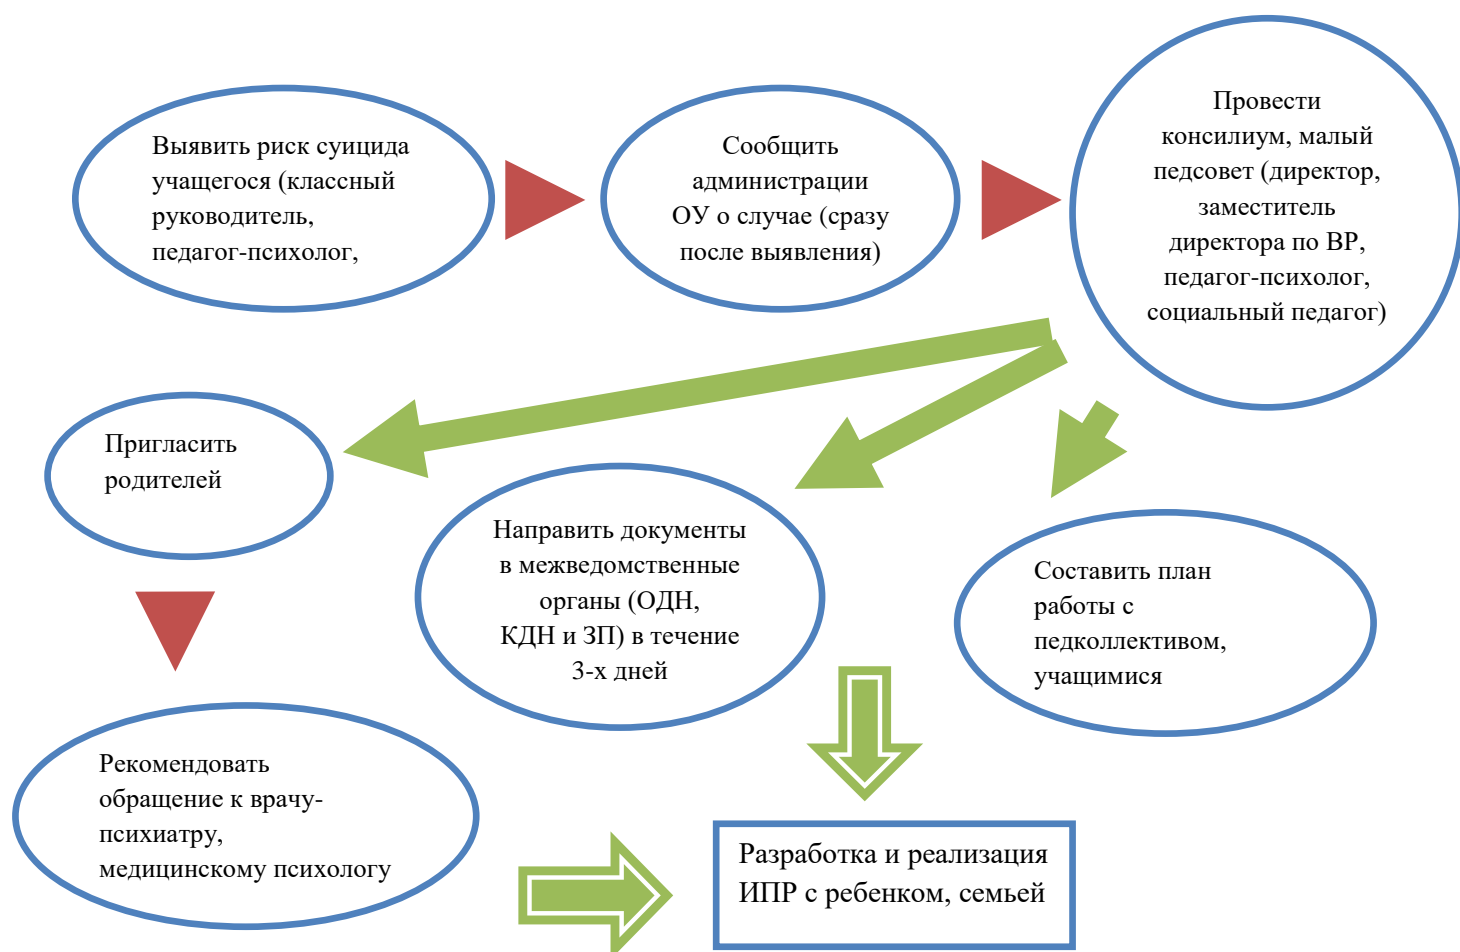 Выявить риск суицида
учащегося (классный
руководитель,
педагог-психолог,
Сообщить
администрации
ОУ о случае (сразу
после выявления)
Провести
консилиум, малый
педсовет (директор,
заместитель
директора по ВР,
педагог-психолог,
социальный педагог)
Пригласить
родителей
Направить документы
в межведомственные
органы (ОДН,
КДН и ЗП) в течение
3-х дней
Составить план
работы с
педколлективом,
учащимися
Рекомендовать
обращение к врачу-
психиатру,
медицинскому психологу
Разработка и реализация
ИПР с ребенком, семьей